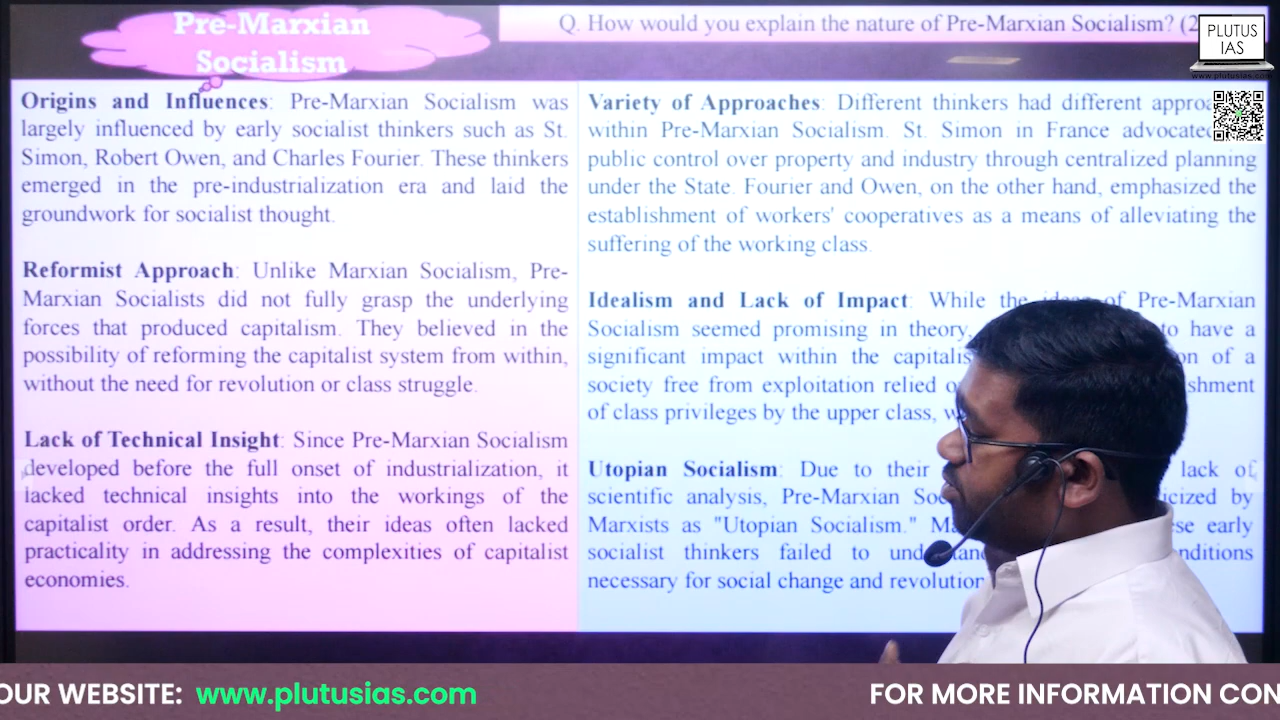 Pre-Marxian
Socialism
Q. How would you explain the nature of Pre-Marxian Socialism? (2
PLUTUS
IAS
www.plutusias.com
Origins and Influences: Pre-Marxian Socialism was
largely influenced by early socialist thinkers such as St.
Simon, Robert Owen, and Charles Fourier. These thinkers
emerged in the pre-industrialization era and laid the
groundwork for socialist thought.
Reformist Approach: Unlike Marxian Socialism, Pre-
Marxian Socialists did not fully grasp the underlying
forces that produced capitalism. They believed in the
possibility of reforming the capitalist system from within,
without the need for revolution or class struggle.
Lack of Technical Insight: Since Pre-Marxian Socialism
developed before the full onset of industrialization, it
lacked technical insights into the workings of the
capitalist order. As a result, their ideas often lacked
practicality in addressing the complexities of capitalist
economies.
Variety of Approaches: Different thinkers had different
within Pre-Marxian Socialism. St. Simon in France advocated
public control over property and industry through centralized planning
under the State. Fourier and Owen, on the other hand, emphasized the
establishment of workers' cooperatives as a means of alleviating the
suffering of the working class.
Idealism and Lack of Impact: While the of Pre-Marxian
Socialism seemed promising in theory, to have a
significant impact within the of a
society free from exploitation relied
of class privileges by the upper class,
Utopian Socialism: Due to their lack of
scientific analysis, Pre-Marxian by
Marxists as "Utopian Socialism." early
socialist thinkers failed to
necessary for social change and
OUR WEBSITE: www.plutusias.com
FOR MORE INFORMATION CON